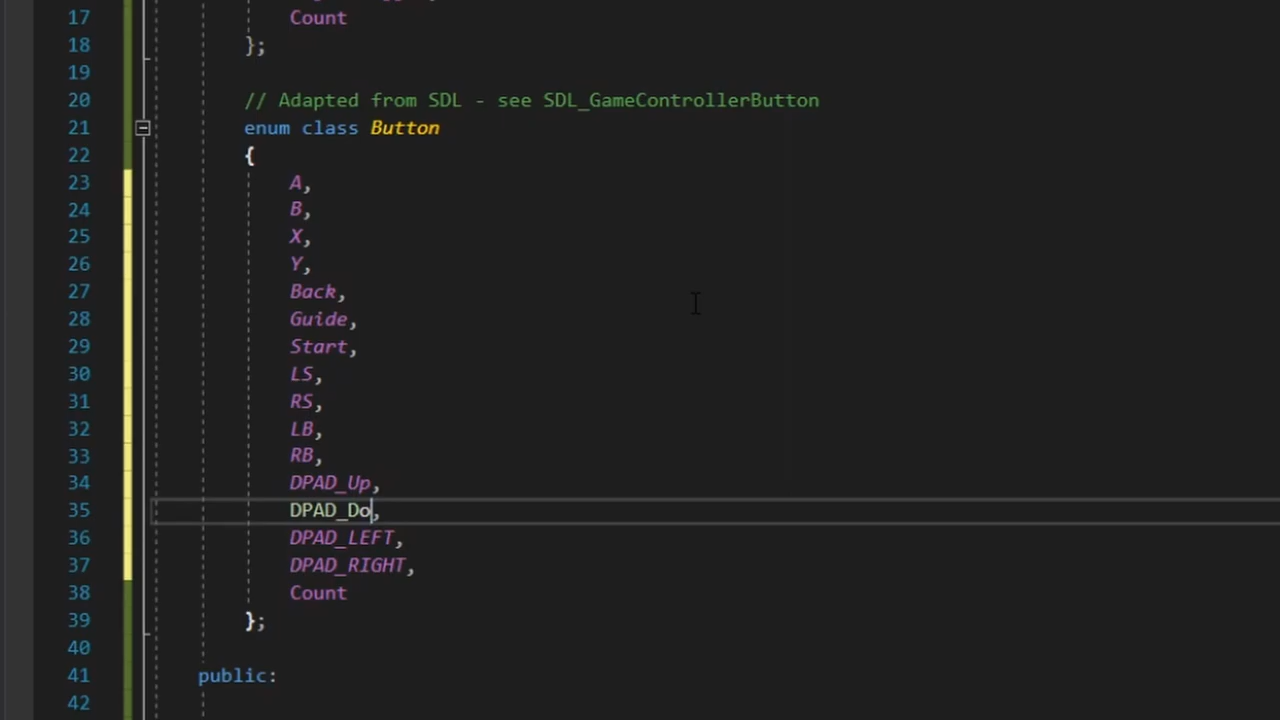 17 Count
18 };
19
20 // Adapted from SDL - see SDL_GameControllerButton
21 enum class Button
22 {
23 A,
24 B,
25 X,
26 Y,
27 Back,
28 Guide,
29 Start,
30 LS,
31 RS,
32 LB,
33 RB,
34 DPAD_Up,
35 DPAD_Do,
36 DPAD_LEFT,
37 DPAD_RIGHT,
38 Count
39 };
40
41 public:
42